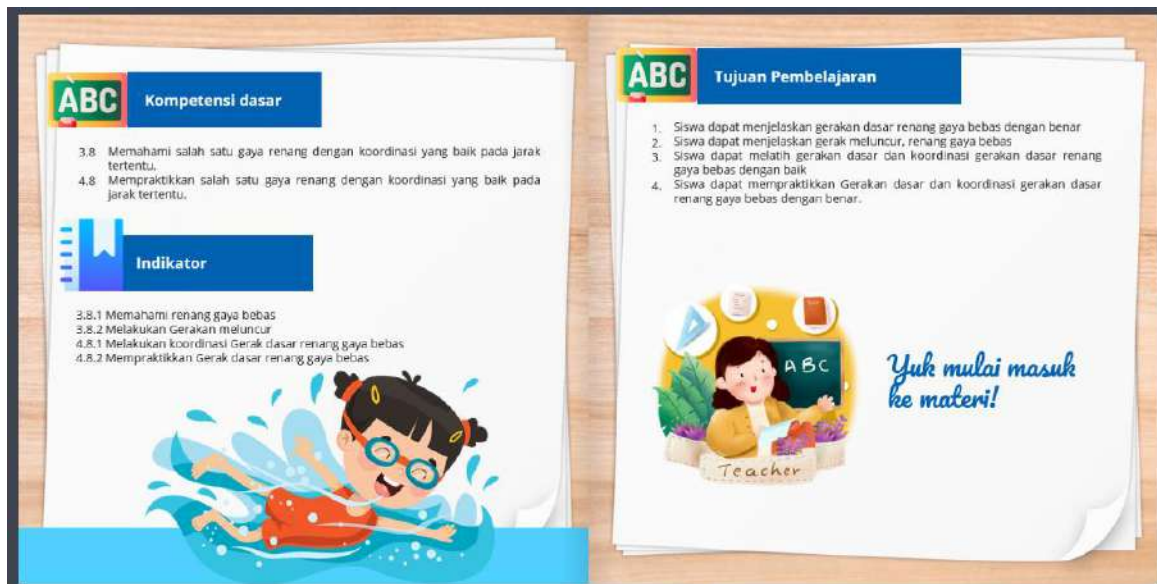 ABC
Kompetensi dasar
3.8 Memahami salah satu gaya renang dengan koordinasi yang baik pada jarak
tertentu.
4.8 Mempraktikkan salah satu gaya renang dengan koordinasi yang baik pada
jarak tertentu.
Indikator
3.8.1 Memahami renang gaya bebas
3.8.2 Melakukan Gerakan meluncur
4.8.1 Melakukan koordinasi Gerak dasar renang gaya bebas
4.8.2 Mempraktikkan Gerak dasar renang gaya bebas
ABC
Tujuan Pembelajaran
1. Siswa dapat menjelaskan gerakan dasar renang gaya bebas dengan benar
2. Siswa dapat menjelaskan gerak meluncur, renang gaya bebas
3. Siswa dapat melatih gerakan dasar dan koordinasi gerakan dasar renang
gaya bebas dengan baik
4. Siswa dapat mempraktikkan Gerakan dasar dan koordinasi gerakan dasar
renang gaya bebas dengan benar.
ABC
Teacher
Yuk mulai masuk
ke materi!